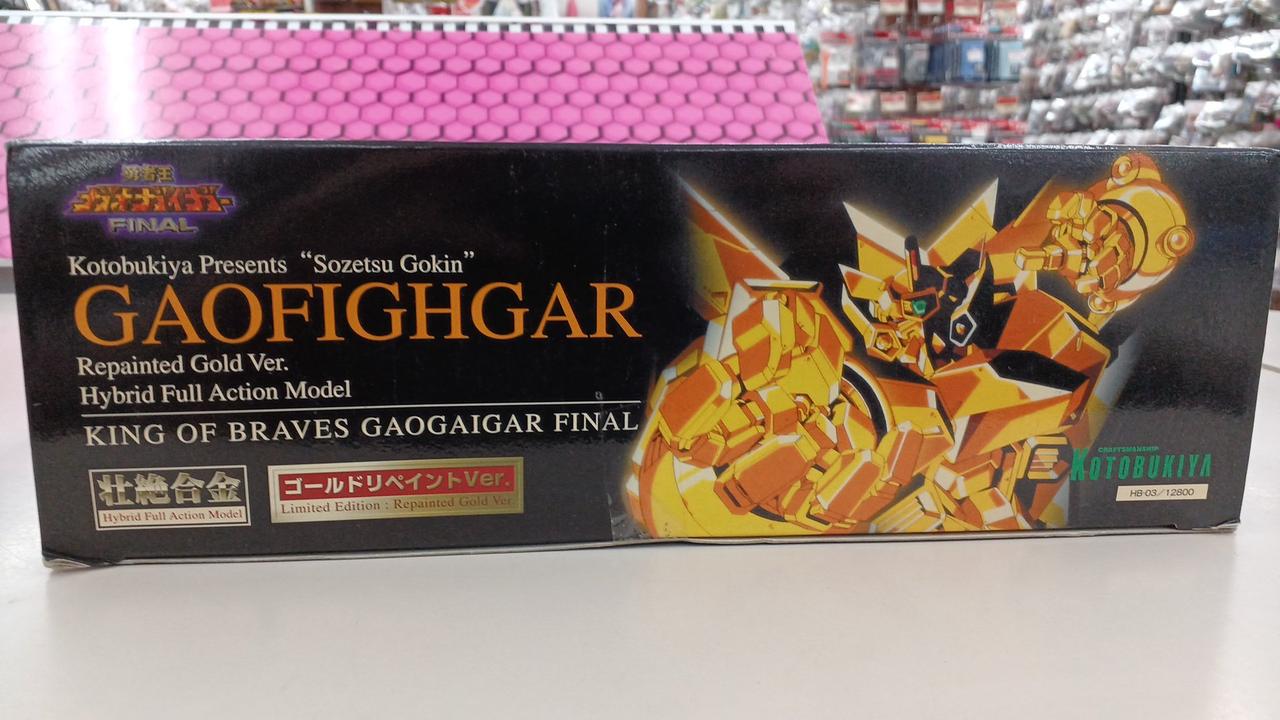 勇者王
ガオガイガー
FINAL
Kotobukiya Presents “Sozetsu Gokin”
GAOFIGHGAR
Repainted Gold Ver.
Hybrid Full Action Model
KING OF BRAVES GAOGAIGAR FINAL
壮絶合金
Hybrid Full Action Model
ゴールドリペイントVer.
Limited Edition : Repainted Gold Ver.
CRAFTSMANSHIP
KOTOBUKIYA
HB-03/12800